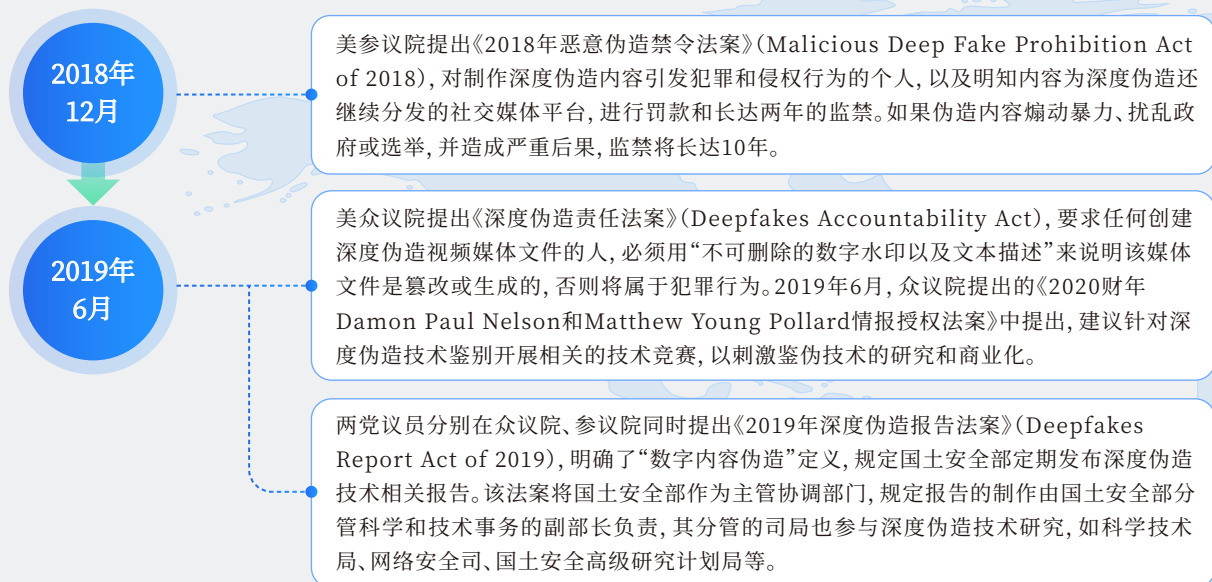 2018年
12月
美参议院提出《2018年恶意伪造禁令法案》(Malicious Deep Fake Prohibition Act
of 2018),对制作深度伪造内容引发犯罪和侵权行为的个人,以及明知内容为深度伪造还
继续分发的社交媒体平台,进行罚款和长达两年的监禁。如果伪造内容煽动暴力、扰乱政
府或选举,并造成严重后果,监禁将长达10年。
2019年
6月
美众议院提出《深度伪造责任法案》(Deepfakes Accountability Act),要求任何创建
深度伪造视频媒体文件的人,必须用“不可删除的数字水印以及文本描述”来说明该媒体
文件是篡改或生成的,否则将属于犯罪行为。2019年6月,众议院提出的《2020财年
Damon Paul Nelson和Matthew Young Pollard情报授权法案》中提出,建议针对深
度伪造技术鉴别开展相关的技术竞赛,以刺激鉴伪技术的研究和商业化。
两党议员分别在众议院、参议院同时提出《2019年深度伪造报告法案》(Deepfakes
Report Act of 2019),明确了“数字内容伪造”定义,规定国土安全部定期发布深度伪造
技术相关报告。该法案将国土安全部作为主管协调部门,规定报告的制作由国土安全部分
管科学和技术事务的副部长负责,其分管的司局也参与深度伪造技术研究,如科学技术
局、网络安全司、国土安全高级研究计划局等。